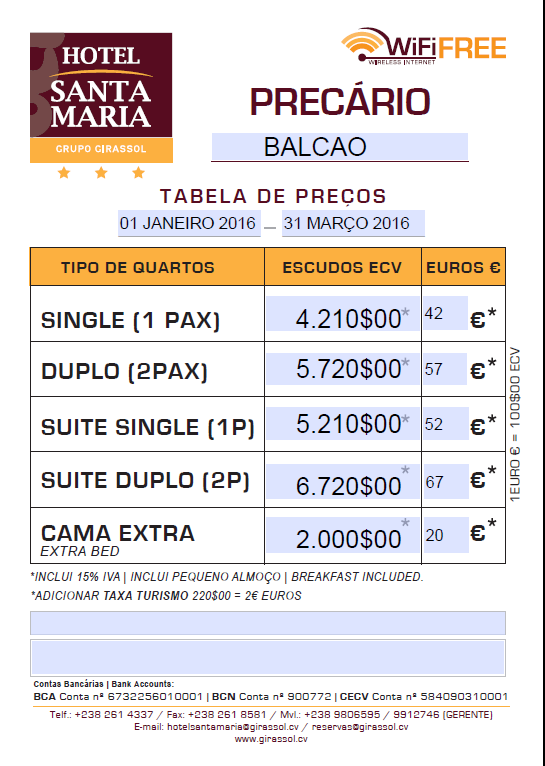 HOTEL
SANTA
MARIA
GRUPO GIRASSOL
WiFi FREE
WIRELESS INTERNET
PRECÁRIO
BALCAO
TABELA DE PREÇOS
01 JANEIRO 2016 — 31 MARÇO 2016
TIPO DE QUARTOS ESCUDOS ECV EUROS €
SINGLE (1 PAX) 4.210$00* 42 €*
DUPLO (2PAX) 5.720$00* 57 €*
SUITE SINGLE (1P) 5.210$00* 52 €*
SUITE DUPLO (2P) 6.720$00* 67 €*
CAMA EXTRA 2.000$00* 20 €*
EXTRA BED
1EURO € = 100$00 ECV
*INCLUI 15% IVA | INCLUI PEQUENO ALMOÇO | BREAKFAST INCLUDED.
*ADICIONAR TAXA TURISMO 220$00 = 2€ EUROS
Contas Bancárias | Bank Accounts:
BCA Conta nº 6732256010001 | BCN Conta nº 900772 | CECV Conta nº 584090310001
Telf.: +238 261 4337 / Fax: +238 261 8581 / Mvl.: +238 9806595 / 9912746 (GERENTE)
E-mail: hotelsantamaria@girassol.cv / reservas@girassol.cv
www.girassol.cv